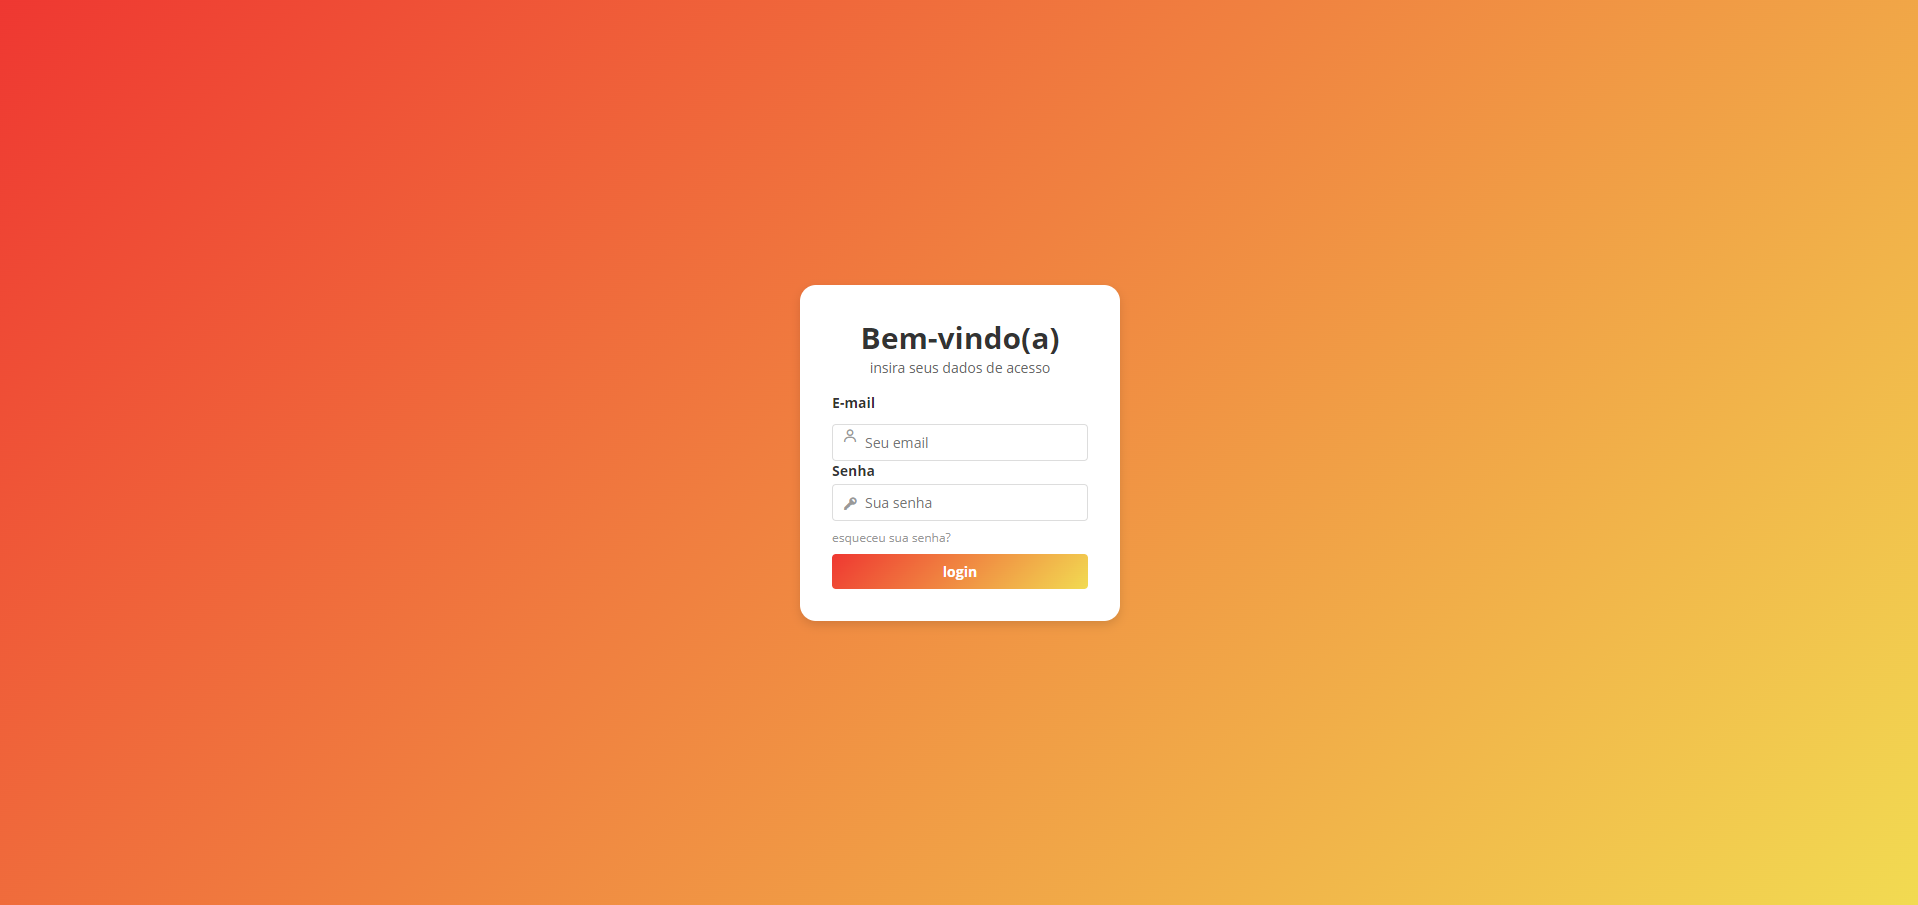 Bem-vindo(a)
insira seus dados de acesso
E-mail
Seu email
Senha
Sua senha
esqueceu sua senha?
login